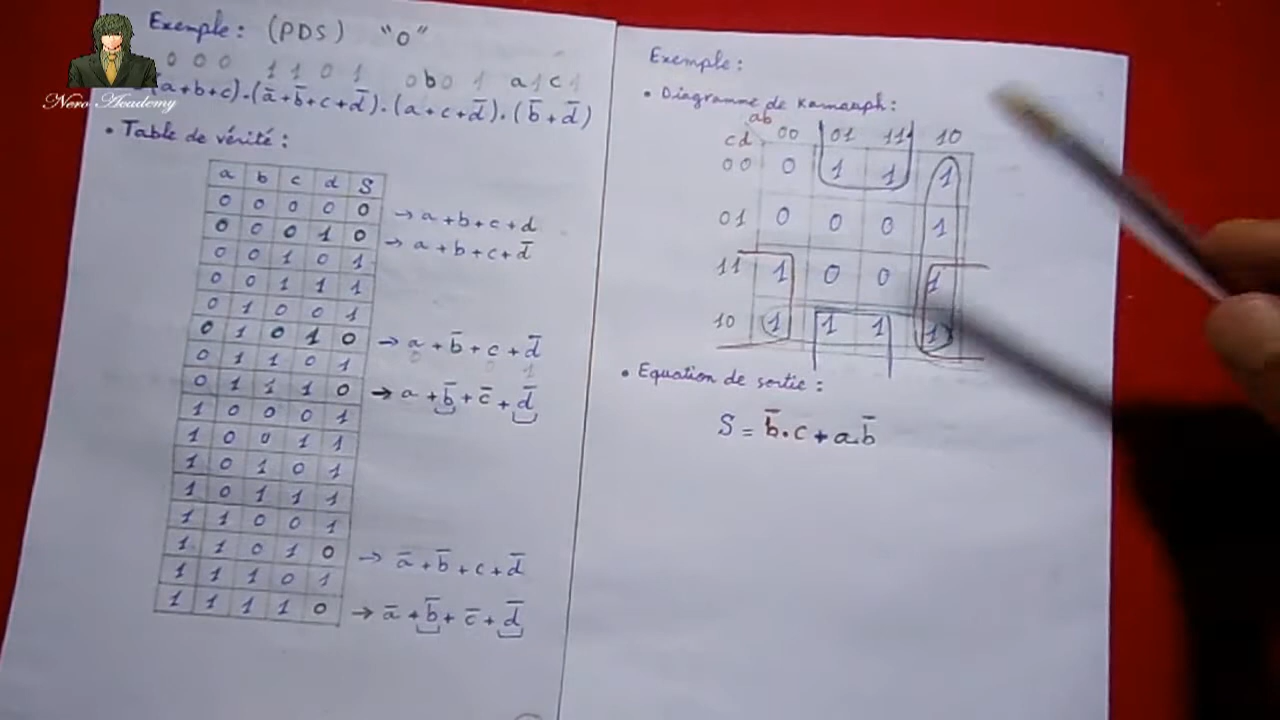 Exemple : (PDS) "0"
0 0 0 1 1 0 1 0 b 0 1 a 1 c 1
Nero Academy
a+b+c).(a̅+b̅+c+d̅).(a+c+d̅).(b̅+d̅)
• Table de vérité :
a b c d S
0 0 0 0 0 → a+b+c+d
0 0 0 1 0 → a+b+c+d̅
0 0 1 0 1
0 0 1 1 1
0 1 0 0 1
0 1 0 1 0 → a+b̅+c+d̅
0 0 1
0 1 1 0 1
0 1 1 1 0 → a+b̅+c̅+d̅
1 0 0 0 1
1 0 0 1 1
1 0 1 0 1
1 0 1 1 1
1 1 0 0 1
1 1 0 1 0 → a̅+b̅+c+d̅
1 1 1 0 1
1 1 1 1 0 → a̅+b̅+c̅+d̅
Exemple :
• Diagramme de Karnaaph :
ab
cd 00 01 11 10
00 0 1 1 1
01 0 0 0 1
11 1 0 0 1
10 1 1 1 1
• Equation de sortie :
S = b̅.c + a.b̅